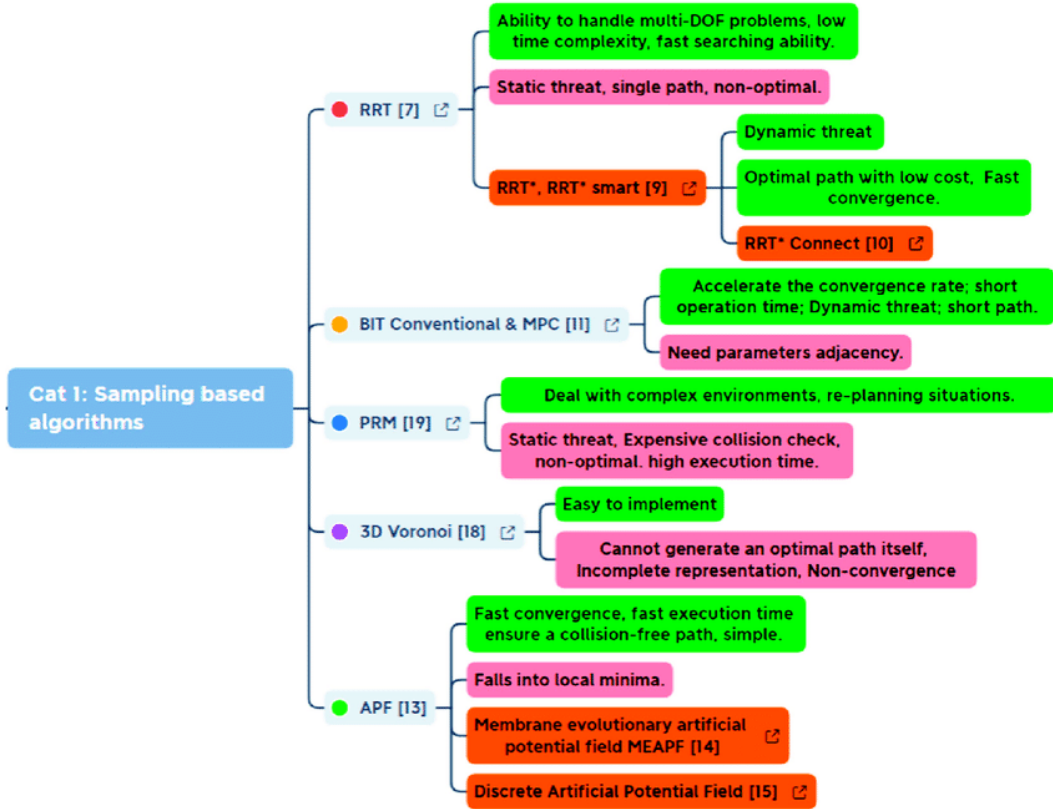 Cat 1: Sampling based
algorithms
RRT [7]
Ability to handle multi-DOF problems, low
time complexity, fast searching ability.
Static threat, single path, non-optimal.
RRT*, RRT* smart [9]
Dynamic threat
Optimal path with low cost, Fast
convergence.
RRT* Connect [10]
BIT Conventional & MPC [11]
Accelerate the convergence rate; short
operation time; Dynamic threat; short path.
Need parameters adjacency.
PRM [19]
Deal with complex environments, re-planning situations.
Static threat, Expensive collision check,
non-optimal. high execution time.
3D Voronoi [18]
Easy to implement
Cannot generate an optimal path itself,
Incomplete representation, Non-convergence
APF [13]
Fast convergence, fast execution time
ensure a collision-free path, simple.
Falls into local minima.
Membrane evolutionary artificial
potential field MEAPF [14]
Discrete Artificial Potential Field [15]